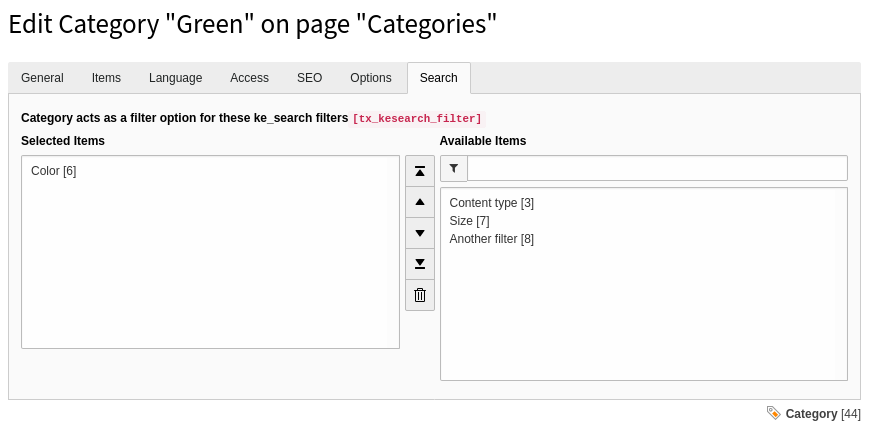 Edit Category "Green" on page "Categories"
General Items Language Access SEO Options Search
Category acts as a filter option for these ke_search filters [tx_kesearch_filter]
Selected Items
Color [6]
Available Items
Content type [3]
Size [7]
Another filter [8]
Category [44]